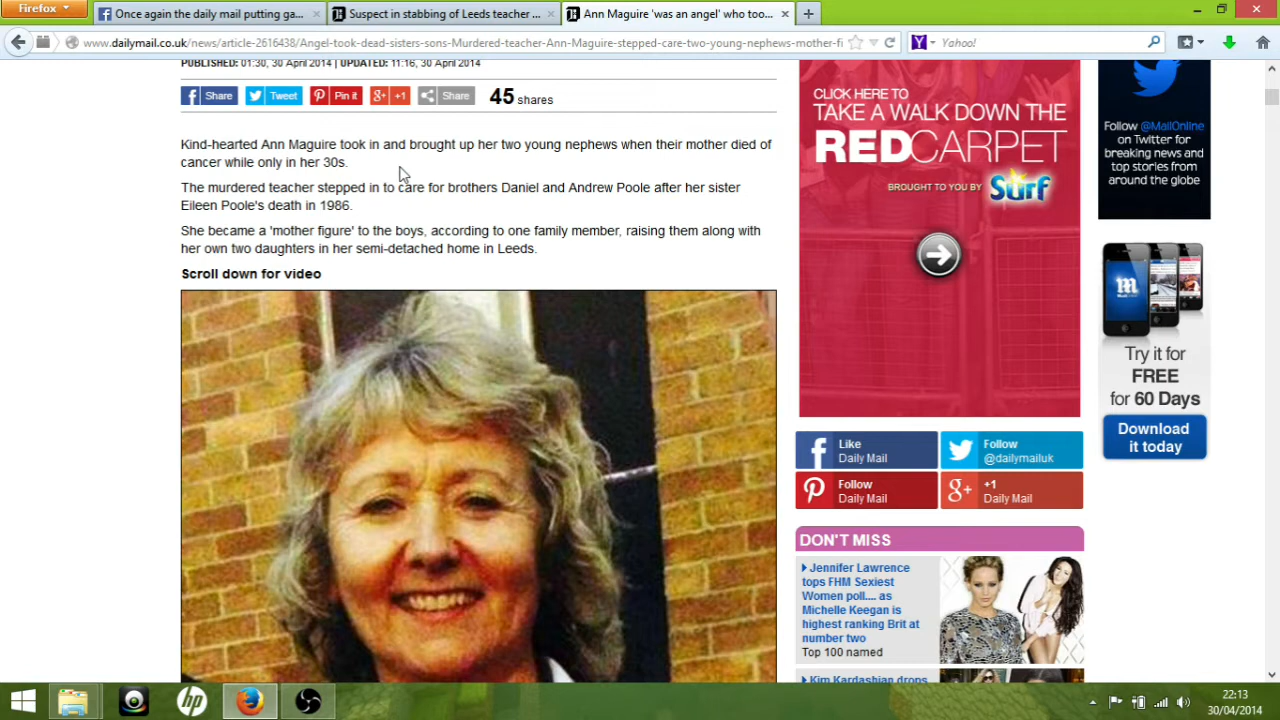 Firefox
Once again the daily mail putting ga...
Suspect in stabbing of Leeds teacher ...
Ann Maguire 'was an angel' who too...
www.dailymail.co.uk/news/article-2616438/Angel-took-dead-sisters-sons-Murdered-teacher-Ann-Maguire-stepped-care-two-young-nephews-mother-fi
Yahoo!
PUBLISHED: 01:30, 30 April 2014 | UPDATED: 11:16, 30 April 2014
Share
Tweet
Pin it
+1
Share
45 shares
Kind-hearted Ann Maguire took in and brought up her two young nephews when their mother died of
cancer while only in her 30s.
The murdered teacher stepped in to care for brothers Daniel and Andrew Poole after her sister
Eileen Poole's death in 1986.
She became a 'mother figure' to the boys, according to one family member, raising them along with
her own two daughters in her semi-detached home in Leeds.
Scroll down for video
CLICK HERE TO
TAKE A WALK DOWN THE
REDCARPET
BROUGHT TO YOU BY Surf
Like
Daily Mail
Follow
@dailymailuk
Follow
Daily Mail
+1
Daily Mail
DON'T MISS
Jennifer Lawrence
tops FHM Sexiest
Women poll.... as
Michelle Keegan is
highest ranking Brit at
number two
Top 100 named
Kim Kardashian drops
Follow @MailOnline
on Twitter for
breaking news and
top stories from
around the globe
Try it for
FREE
for 60 Days
Download
it today
hp
22:13
30/04/2014